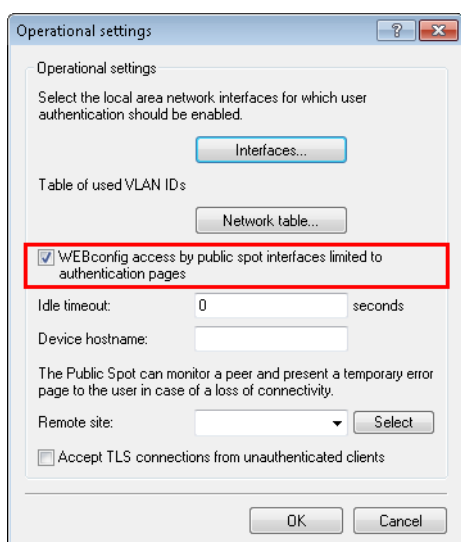 Operational settings
?
Operational settings
Select the local area network interfaces for which user
authentication should be enabled.
Interfaces...
Table of used VLAN IDs
Network table...
WEBconfig access by public spot interfaces limited to
authentication pages
Idle timeout: 0 seconds
Device hostname:
The Public Spot can monitor a peer and present a temporary error
page to the user in case of a loss of connectivity.
Remote site: Select
Accept TLS connections from unauthenticated clients
OK Cancel